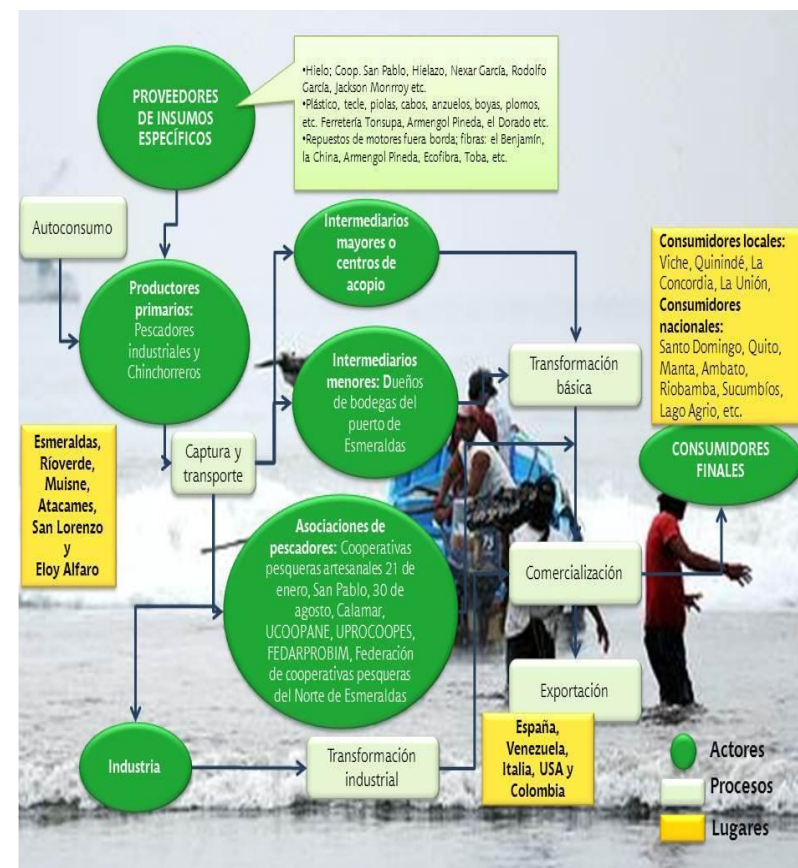 PROVEEDORES
DE INSUMOS
ESPECÍFICOS
•Hielo; Coop. San Pablo, Hielazo, Nexar García, Rodolfo
García, Jackson Monrroy etc.
•Plástico, tecle, piolas, cabos, anzuelos, boyas, plomos,
etc. Ferretería Tonsupa, Armengol Pineda, el Dorado etc.
•Repuestos de motores fuera borda; fibras: el Benjamín,
la China, Armengol Pineda, Ecofibra, Toba, etc.
Autoconsumo
Productores
primarios:
Pescadores
industriales y
Chinchorreros
Intermediarios
mayores o
centros de
acopio
Intermediarios
menores: Dueños
de bodegas del
puerto de
Esmeraldas
Transformación
básica
Consumidores locales:
Viche, Quinindé, La
Concordia, La Unión,
Consumidores
nacionales:
Santo Domingo, Quito,
Manta, Ambato,
Riobamba, Sucumbíos,
Lago Agrio, etc.
CONSUMIDORES
FINALES
Esmeraldas,
Ríoverde,
Muisne,
Atacames,
San Lorenzo
y
Eloy Alfaro
Captura y
transporte
Asociaciones de
pescadores: Cooperativas
pesqueras artesanales 21 de
enero, San Pablo, 30 de
agosto, Calamar,
UCOOPANE, UPROCOOPES,
FEDARPROBIM, Federación
de cooperativas pesqueras
del Norte de Esmeraldas
Comercialización
Exportación
España,
Venezuela,
Italia, USA y
Colombia
Industria
Transformación
industrial
Actores
Procesos
Lugares